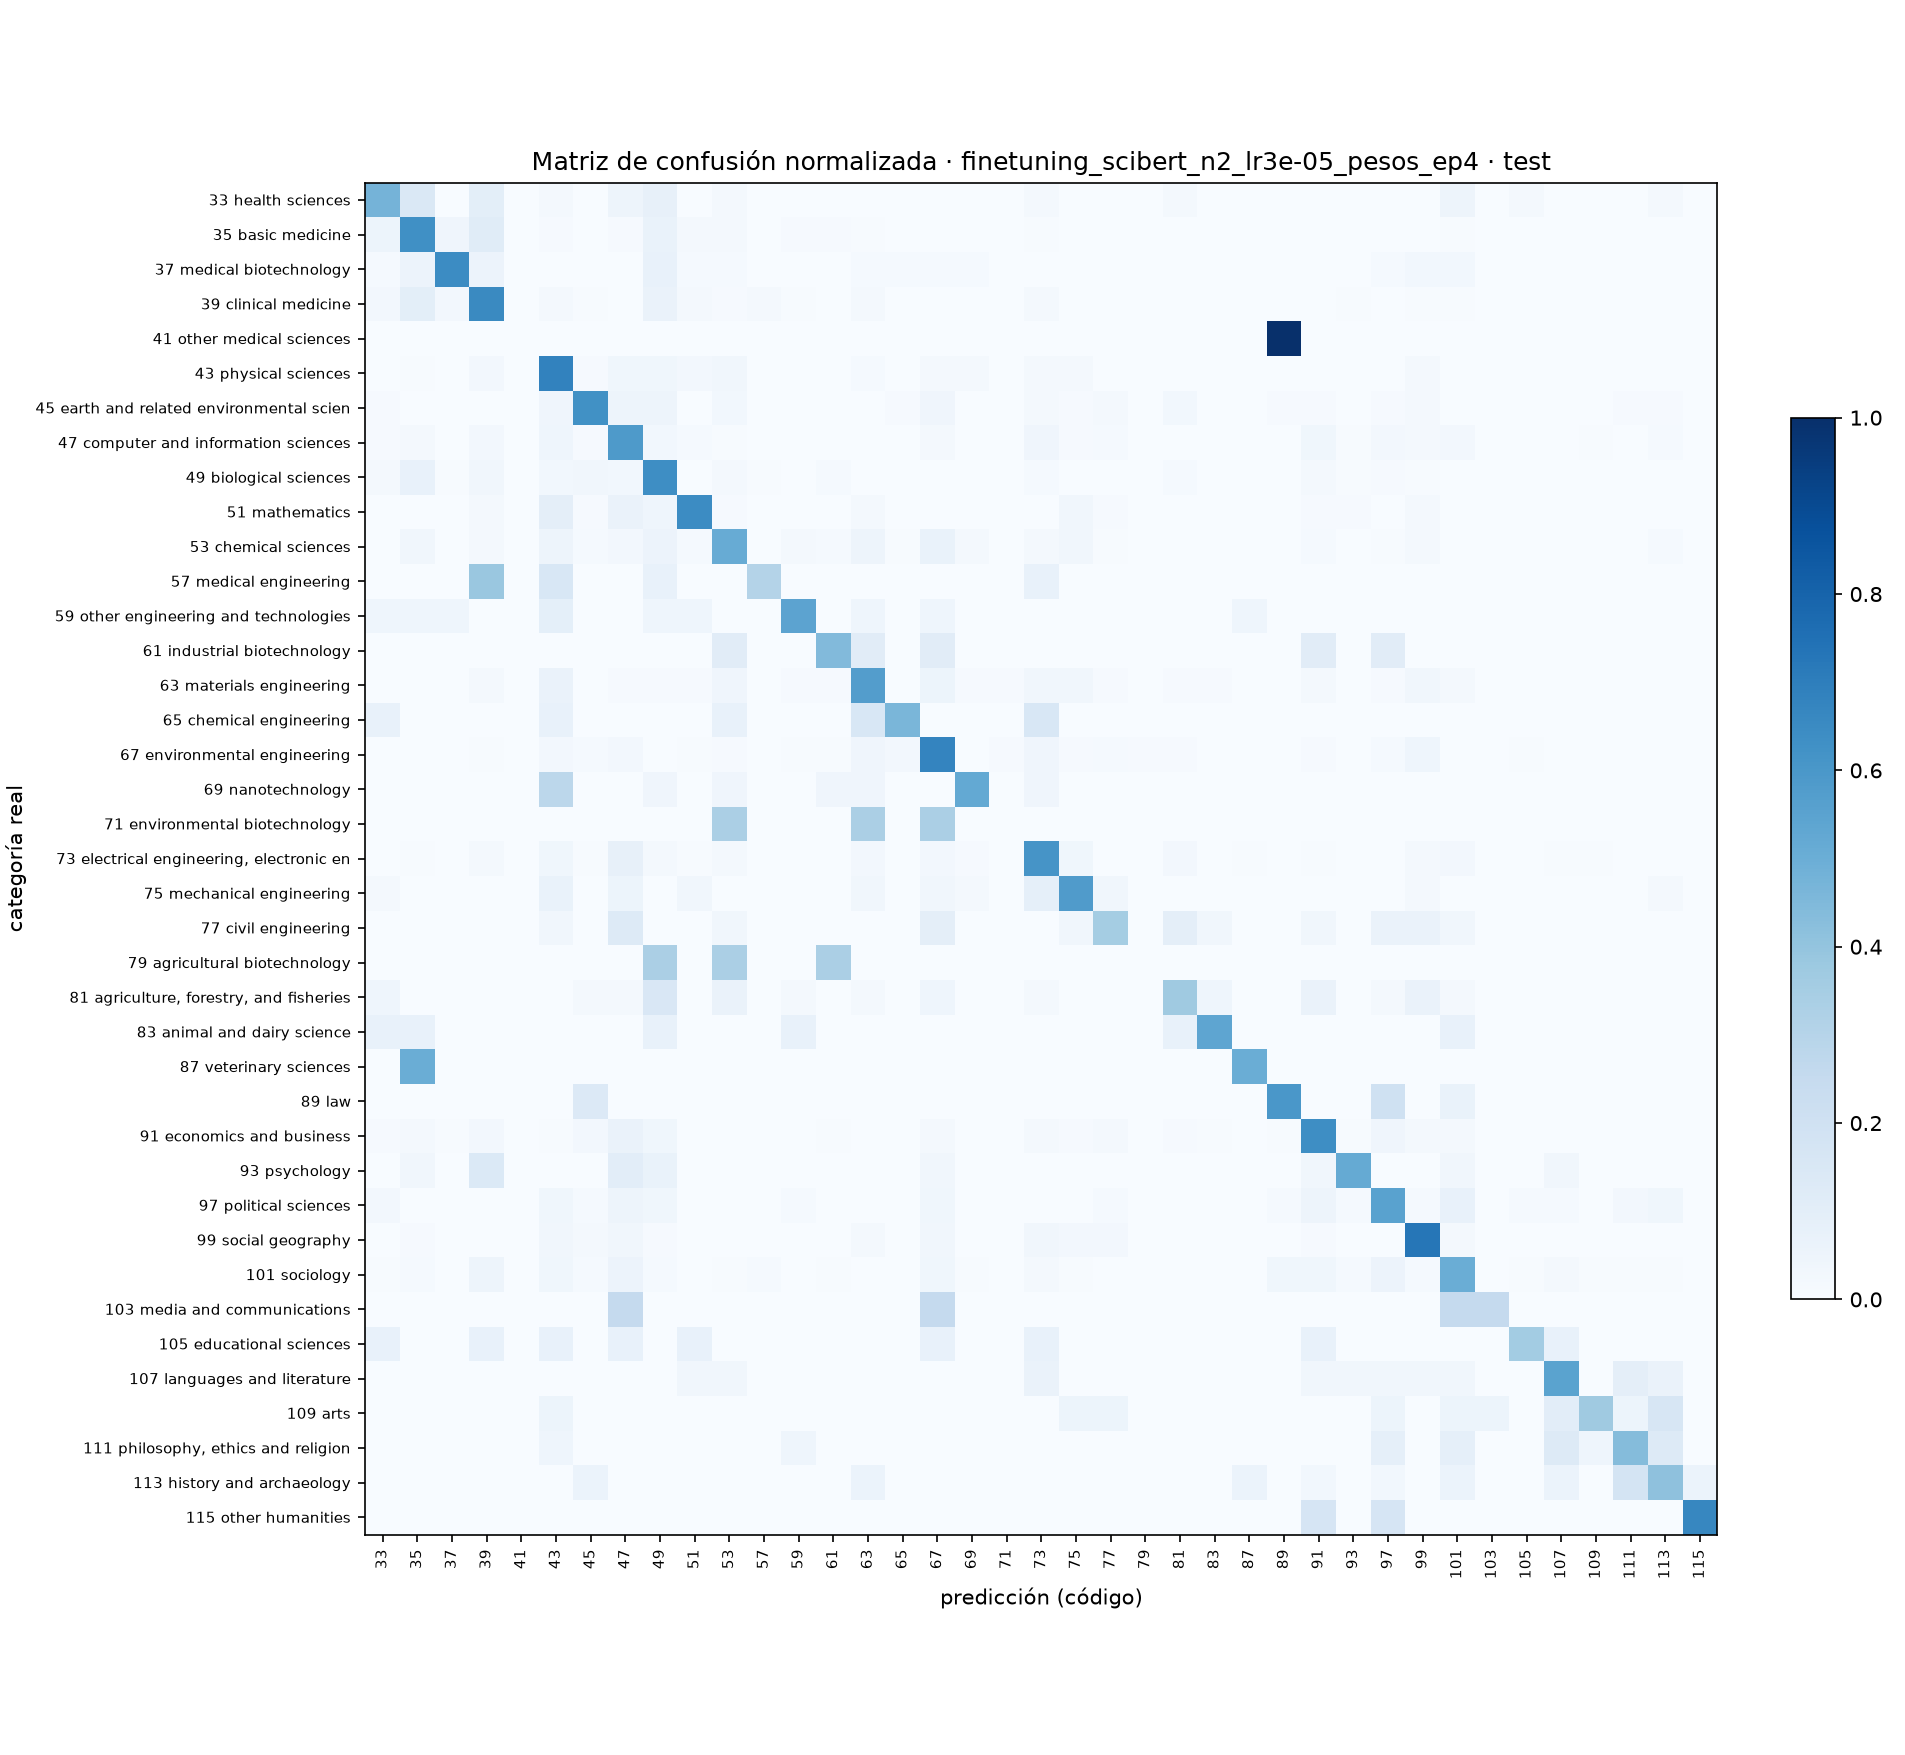 Matriz de confusión normalizada · finetuning_scibert_n2_lr3e-05_pesos_ep4 · test
categoría real
33 health sciences
35 basic medicine
37 medical biotechnology
39 clinical medicine
41 other medical sciences
43 physical sciences
45 earth and related environmental scien
47 computer and information sciences
49 biological sciences
51 mathematics
53 chemical sciences
57 medical engineering
59 other engineering and technologies
61 industrial biotechnology
63 materials engineering
65 chemical engineering
67 environmental engineering
69 nanotechnology
71 environmental biotechnology
73 electrical engineering, electronic en
75 mechanical engineering
77 civil engineering
79 agricultural biotechnology
81 agriculture, forestry, and fisheries
83 animal and dairy science
87 veterinary sciences
89 law
91 economics and business
93 psychology
97 political sciences
99 social geography
101 sociology
103 media and communications
105 educational sciences
107 languages and literature
109 arts
111 philosophy, ethics and religion
113 history and archaeology
115 other humanities
33 35 37 39 41 43 45 47 49 51 53 57 59 61 63 65 67 69 71 73 75 77 79 81 83 87 89 91 93 97 99 101 103 105 107 109 111 113 115
predicción (código)
1.0
0.8
0.6
0.4
0.2
0.0